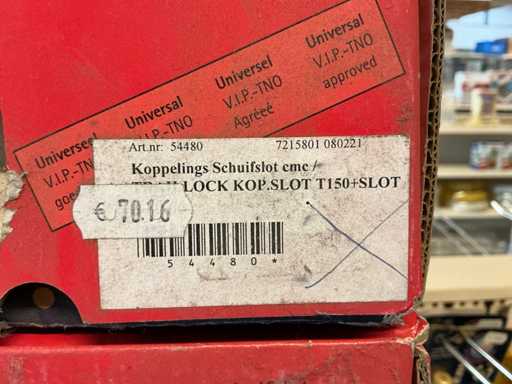 Universeel
V.I.P.-TNO
Universal
V.I.P.-TNO
Universel
V.I.P.-TNO
Agréeé
Universal
V.I.P.-TNO
approved
Art.nr: 54480 7215801 080221
Koppelings Schuifslot cmc /
LOCK KOP.SLOT T150+SLOT
€ 70.16
54480*